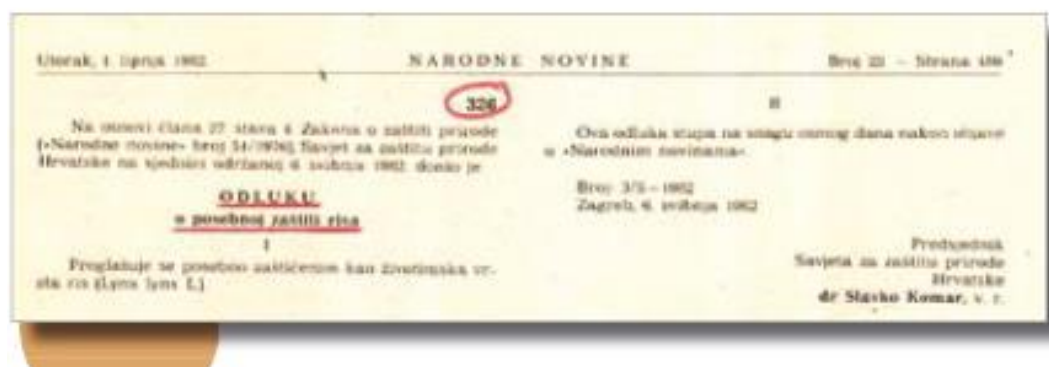 Utorak, 1. lipnja 1982.
NARODNE NOVINE
Broj 22 – Strana
326
Na osnovi člana 27. stava 4. Zakona o zaštiti prirode
(»Narodne novine« broj 54/1976) Savjet za zaštitu prirode
Hrvatske na sjednici održanoj 6. svibnja 1982. donio je
ODLUKU
o posebnoj zaštiti risa
I
Proglašuje se posebno zaštićenom kao životinjska vr-
sta ris (Lynx lynx L.)
II
Ova odluka stupa na snagu osmog dana nakon objave
u »Narodnim novinama«.
Broj: 3/5 – 1982
Zagreb, 6. svibnja 1982.
Predsjednik
Savjeta za zaštitu prirode
Hrvatske
dr Slavko Komar, v. r.